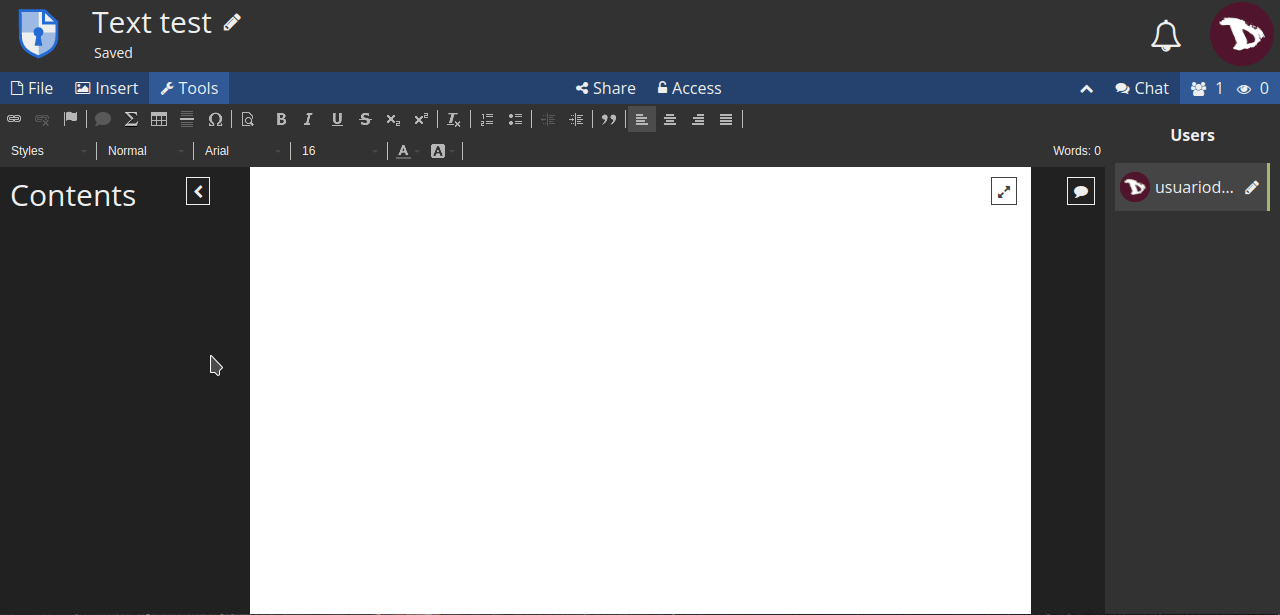 Text test
Saved
File Insert Tools Share Access Chat 1 0
Styles Normal Arial 16 Words: 0
Users
Contents
usuariod...